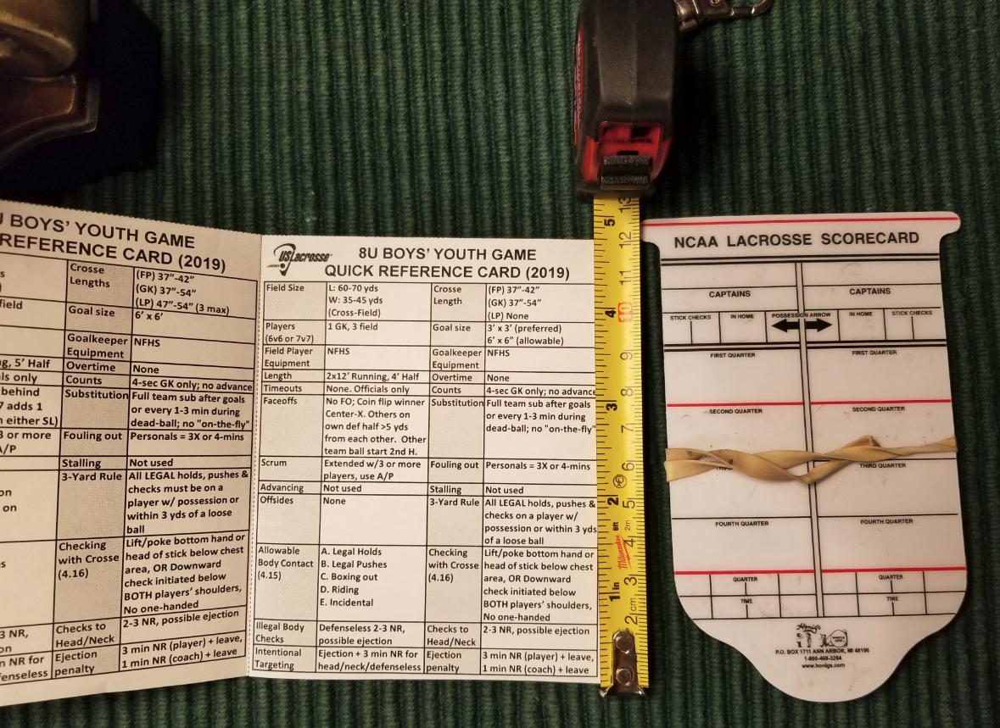 U BOYS' YOUTH GAME
REFERENCE CARD (2019)
Crosse
Lengths
(FP) 37"-42"
(GK) 37"-54"
(LP) 47"-54" (3 max)
field
Goal size
6' x 6'
Goalkeeper
Equipment
NFHS
5' Half
Overtime
None
ls only
Counts
4-sec GK only; no advance
behind
7 adds 1
n either SL)
Substitution
Full team sub after goals
or every 1-3 min during
dead-ball; no "on-the-fly"
3 or more
A/P
Fouling out
Personals = 3X or 4-mins
Stalling
Not used
on
on
3-Yard Rule
All LEGAL holds, pushes &
checks must be on a
player w/ possession or
within 3 yds of a loose
ball
Checking
with Crosse
(4.16)
Lift/poke bottom hand or
head of stick below chest
area, OR Downward
check initiated below
BOTH players' shoulders,
No one-handed
3 NR,
on
Checks to
Head/Neck
2-3 NR, possible ejection
n NR for
fenseless
Ejection
penalty
3 min NR (player) + leave,
1 min NR (coach) + leave
USLacrosse
8U BOYS' YOUTH GAME
QUICK REFERENCE CARD (2019)
Field Size
L: 60-70 yds
W: 35-45 yds
(Cross-Field)
Crosse
Length
(FP) 37"-42"
(GK) 37"-54"
(LP) None
Players
(6v6 or 7v7)
1 GK, 3 field
Goal size
3' x 3' (preferred)
6' x 6" (allowable)
Field Player
Equipment
NFHS
Goalkeeper
Equipment
NFHS
Length
2x12' Running, 4' Half
Overtime
None
Timeouts
None. Officials only
Counts
4-sec GK only; no advance
Faceoffs
No FO; Coin flip winner
Center-X. Others on
own def half >5 yds
from each other. Other
team ball start 2nd H.
Substitution
Full team sub after goals
or every 1-3 min during
dead-ball; no "on-the-fly"
Scrum
Extended w/3 or more
players, use A/P
Fouling out
Personals = 3X or 4-mins
Advancing
Not used
Stalling
Not used
Offsides
None
3-Yard Rule
All LEGAL holds, pushes &
checks on a player w/
possession or within 3 yds
of a loose ball
Allowable
Body Contact
(4.15)
A. Legal Holds
B. Legal Pushes
C. Boxing out
D. Riding
E. Incidental
Checking
with Crosse
(4.16)
Lift/poke bottom hand or
head of stick below chest
area, OR Downward
check initiated below
BOTH players' shoulders,
No one-handed
Illegal Body
Checks
Defenseless 2-3 NR,
possible ejection
Checks to
Head/Neck
2-3 NR, possible ejection
Intentional
Targeting
Ejection + 3 min NR for
head/neck/defenseless
Ejection
penalty
3 min NR (player) + leave,
1 min NR (coach) + leave
5
4
3
2
1 in
13
12
11
10
9
8
7
6
5
4
3
2cm
6ft
2m
Milwaukee
NCAA LACROSSE SCORECARD
CAPTAINS
CAPTAINS
STICK CHECKS
IN HOME
POSSESSION ARROW
IN HOME
STICK CHECKS
FIRST QUARTER
FIRST QUARTER
SECOND QUARTER
SECOND QUARTER
THIRD
THIRD QUARTER
FOURTH QUARTER
FOURTH QUARTER
QUARTER
QUARTER
TIME
TIME
Honig's
P.O. BOX 1711 ANN ARBOR, MI 48106
1-800-468-3284
www.honigs.com